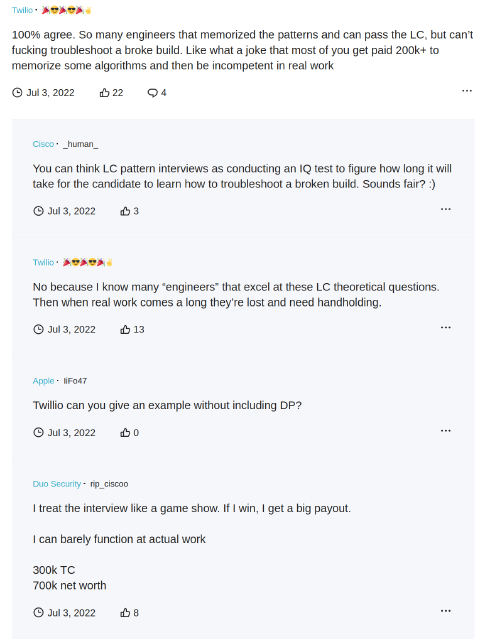 Twilio · 🎉😎🎉😎🎉☝
100% agree. So many engineers that memorized the patterns and can pass the LC, but can't
fucking troubleshoot a broke build. Like what a joke that most of you get paid 200k+ to
memorize some algorithms and then be incompetent in real work
Jul 3, 2022 22 4
Cisco · _human_
You can think LC pattern interviews as conducting an IQ test to figure how long it will
take for the candidate to learn how to troubleshoot a broken build. Sounds fair? :)
Jul 3, 2022 3
Twilio · 🎉😎🎉😎🎉☝
No because I know many “engineers” that excel at these LC theoretical questions.
Then when real work comes a long they're lost and need handholding.
Jul 3, 2022 13
Apple · liFo47
Twillio can you give an example without including DP?
Jul 3, 2022 0
Duo Security · rip_ciscoo
I treat the interview like a game show. If I win, I get a big payout.
I can barely function at actual work
300k TC
700k net worth
Jul 3, 2022 8